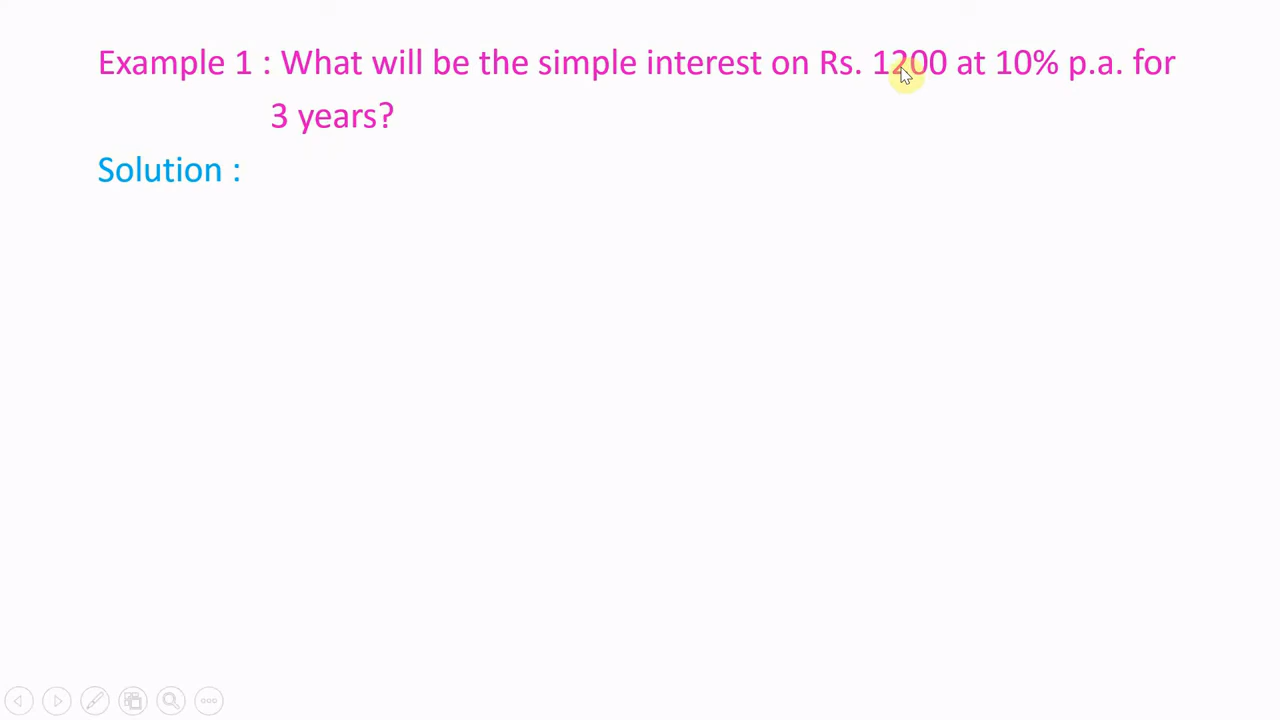 Example 1 : What will be the simple interest on Rs. 1200 at 10% p.a. for
3 years?
Solution :